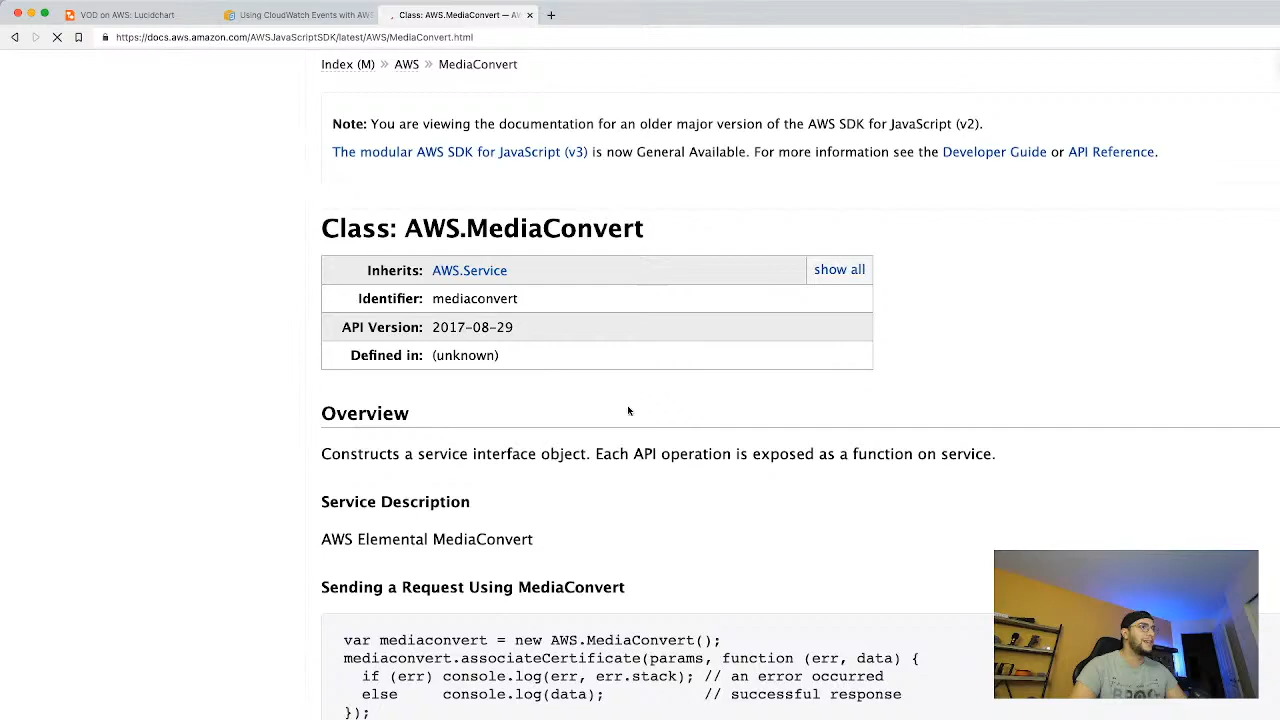 VOD on AWS: Lucidchart
Using CloudWatch Events with AWS
Class: AWS.MediaConvert — AW
https://docs.aws.amazon.com/AWSJavaScriptSDK/latest/AWS/MediaConvert.html
Index (M) » AWS » MediaConvert
Note: You are viewing the documentation for an older major version of the AWS SDK for JavaScript (v2).
The modular AWS SDK for JavaScript (v3) is now General Available. For more information see the Developer Guide or API Reference.
Class: AWS.MediaConvert
Inherits: AWS.Service show all
Identifier: mediaconvert
API Version: 2017-08-29
Defined in: (unknown)
Overview
Constructs a service interface object. Each API operation is exposed as a function on service.
Service Description
AWS Elemental MediaConvert
Sending a Request Using MediaConvert
var mediaconvert = new AWS.MediaConvert();
mediaconvert.associateCertificate(params, function (err, data) {
if (err) console.log(err, err.stack); // an error occurred
else console.log(data); // successful response
});